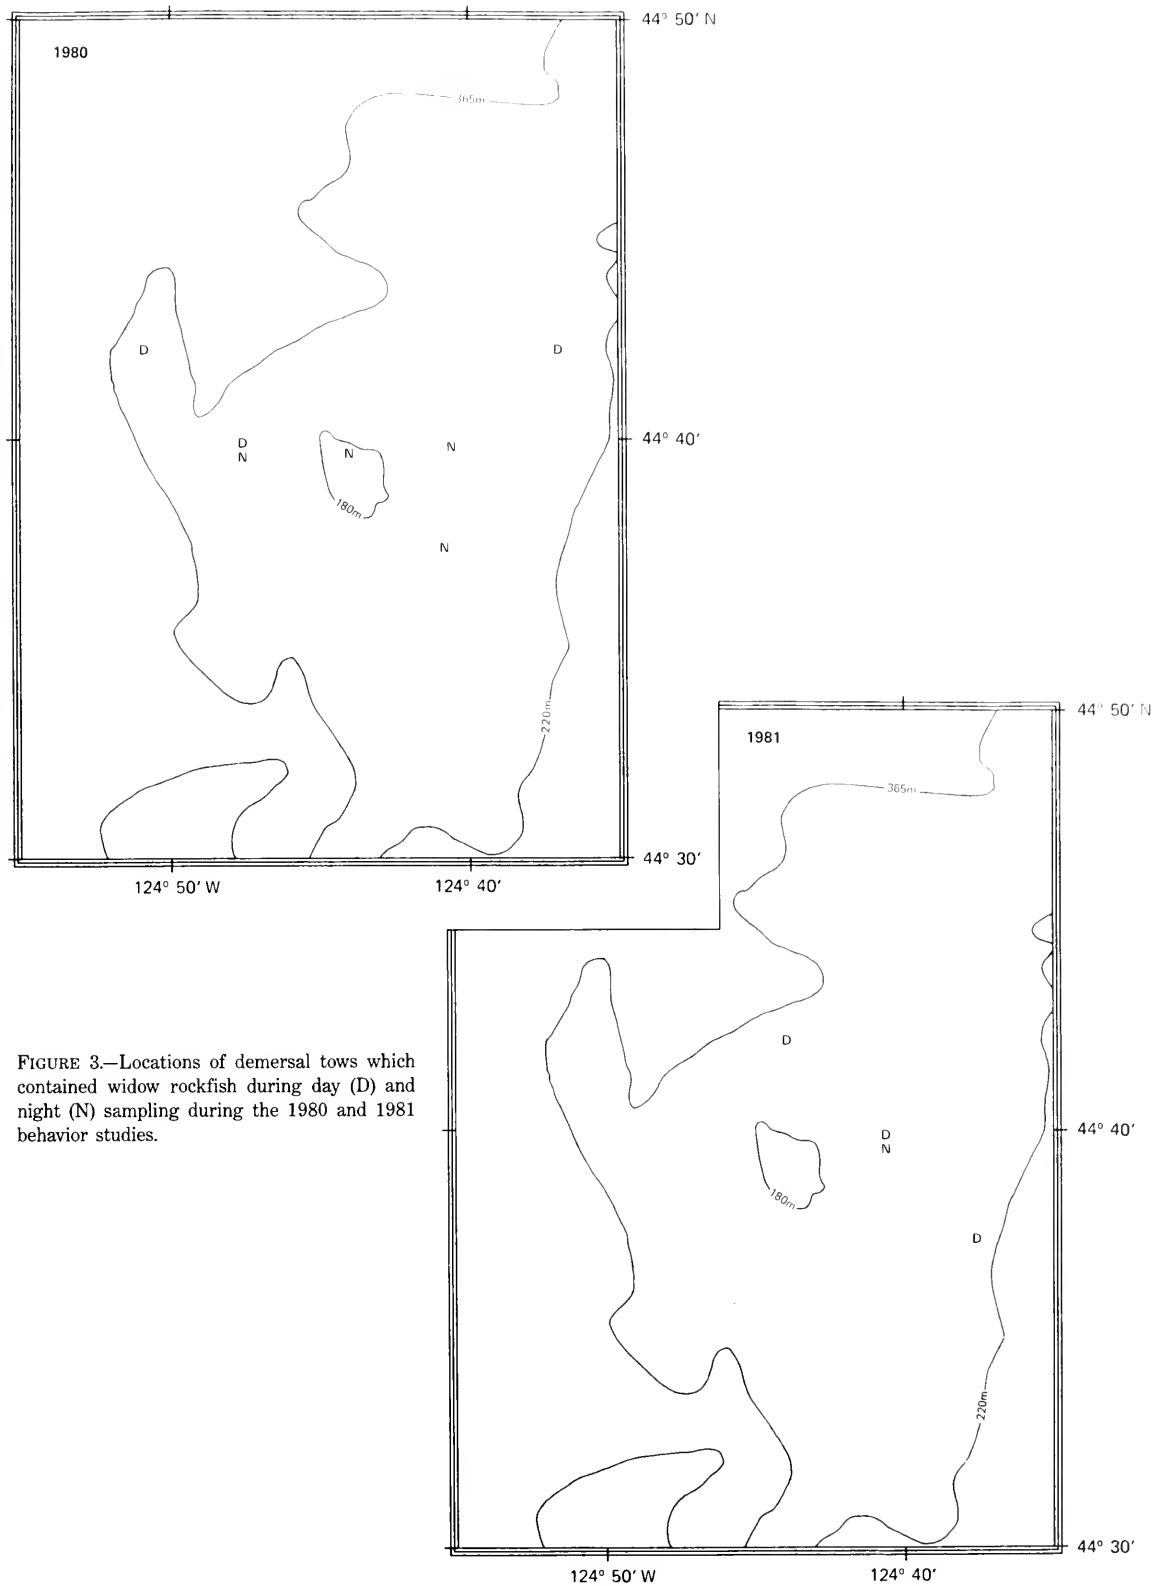 1980
44° 50' N
365m
D
D
44° 40'
D
N
N
N
180m
N
220m
44° 30'
124° 50' W
124° 40'
1981
44° 50' N
365m
D
D
N
44° 40'
180m
D
220m
44° 30'
124° 50' W
124° 40'
FIGURE 3.—Locations of demersal tows which
contained widow rockfish during day (D) and
night (N) sampling during the 1980 and 1981
behavior studies.